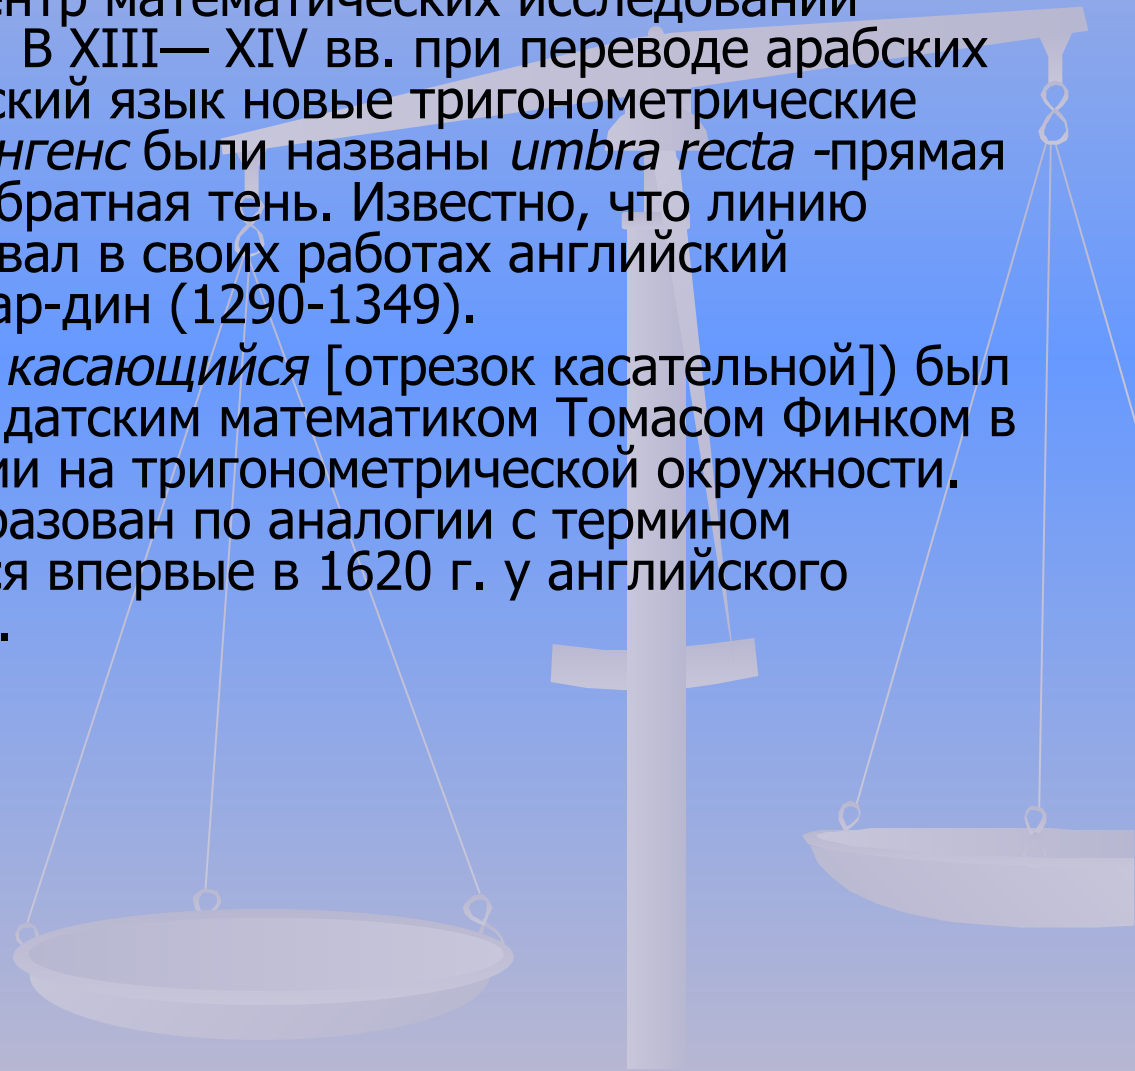 ентр математических исследований
В XIII— XIV вв. при переводе арабских
ский язык новые тригонометрические
нгенс были названы umbra recta -прямая
братная тень. Известно, что линию
вал в своих работах английский
ар-дин (1290-1349).
касающийся [отрезок касательной]) был
датским математиком Томасом Финком в
ии на тригонометрической окружности.
разован по аналогии с термином
ся впервые в 1620 г. у английского
.